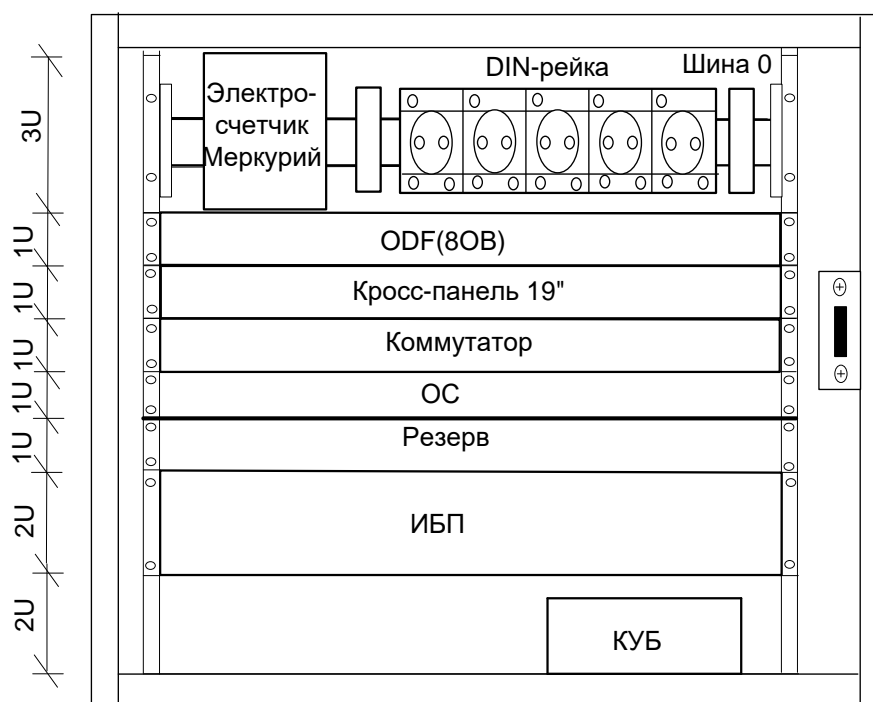 DIN-рейка
Шина 0
Электро-
счетчик
Меркурий
3U
1U
ODF(8ОВ)
1U
Кросс-панель 19"
1U
Коммутатор
1U
ОС
1U
Резерв
2U
ИБП
2U
КУБ